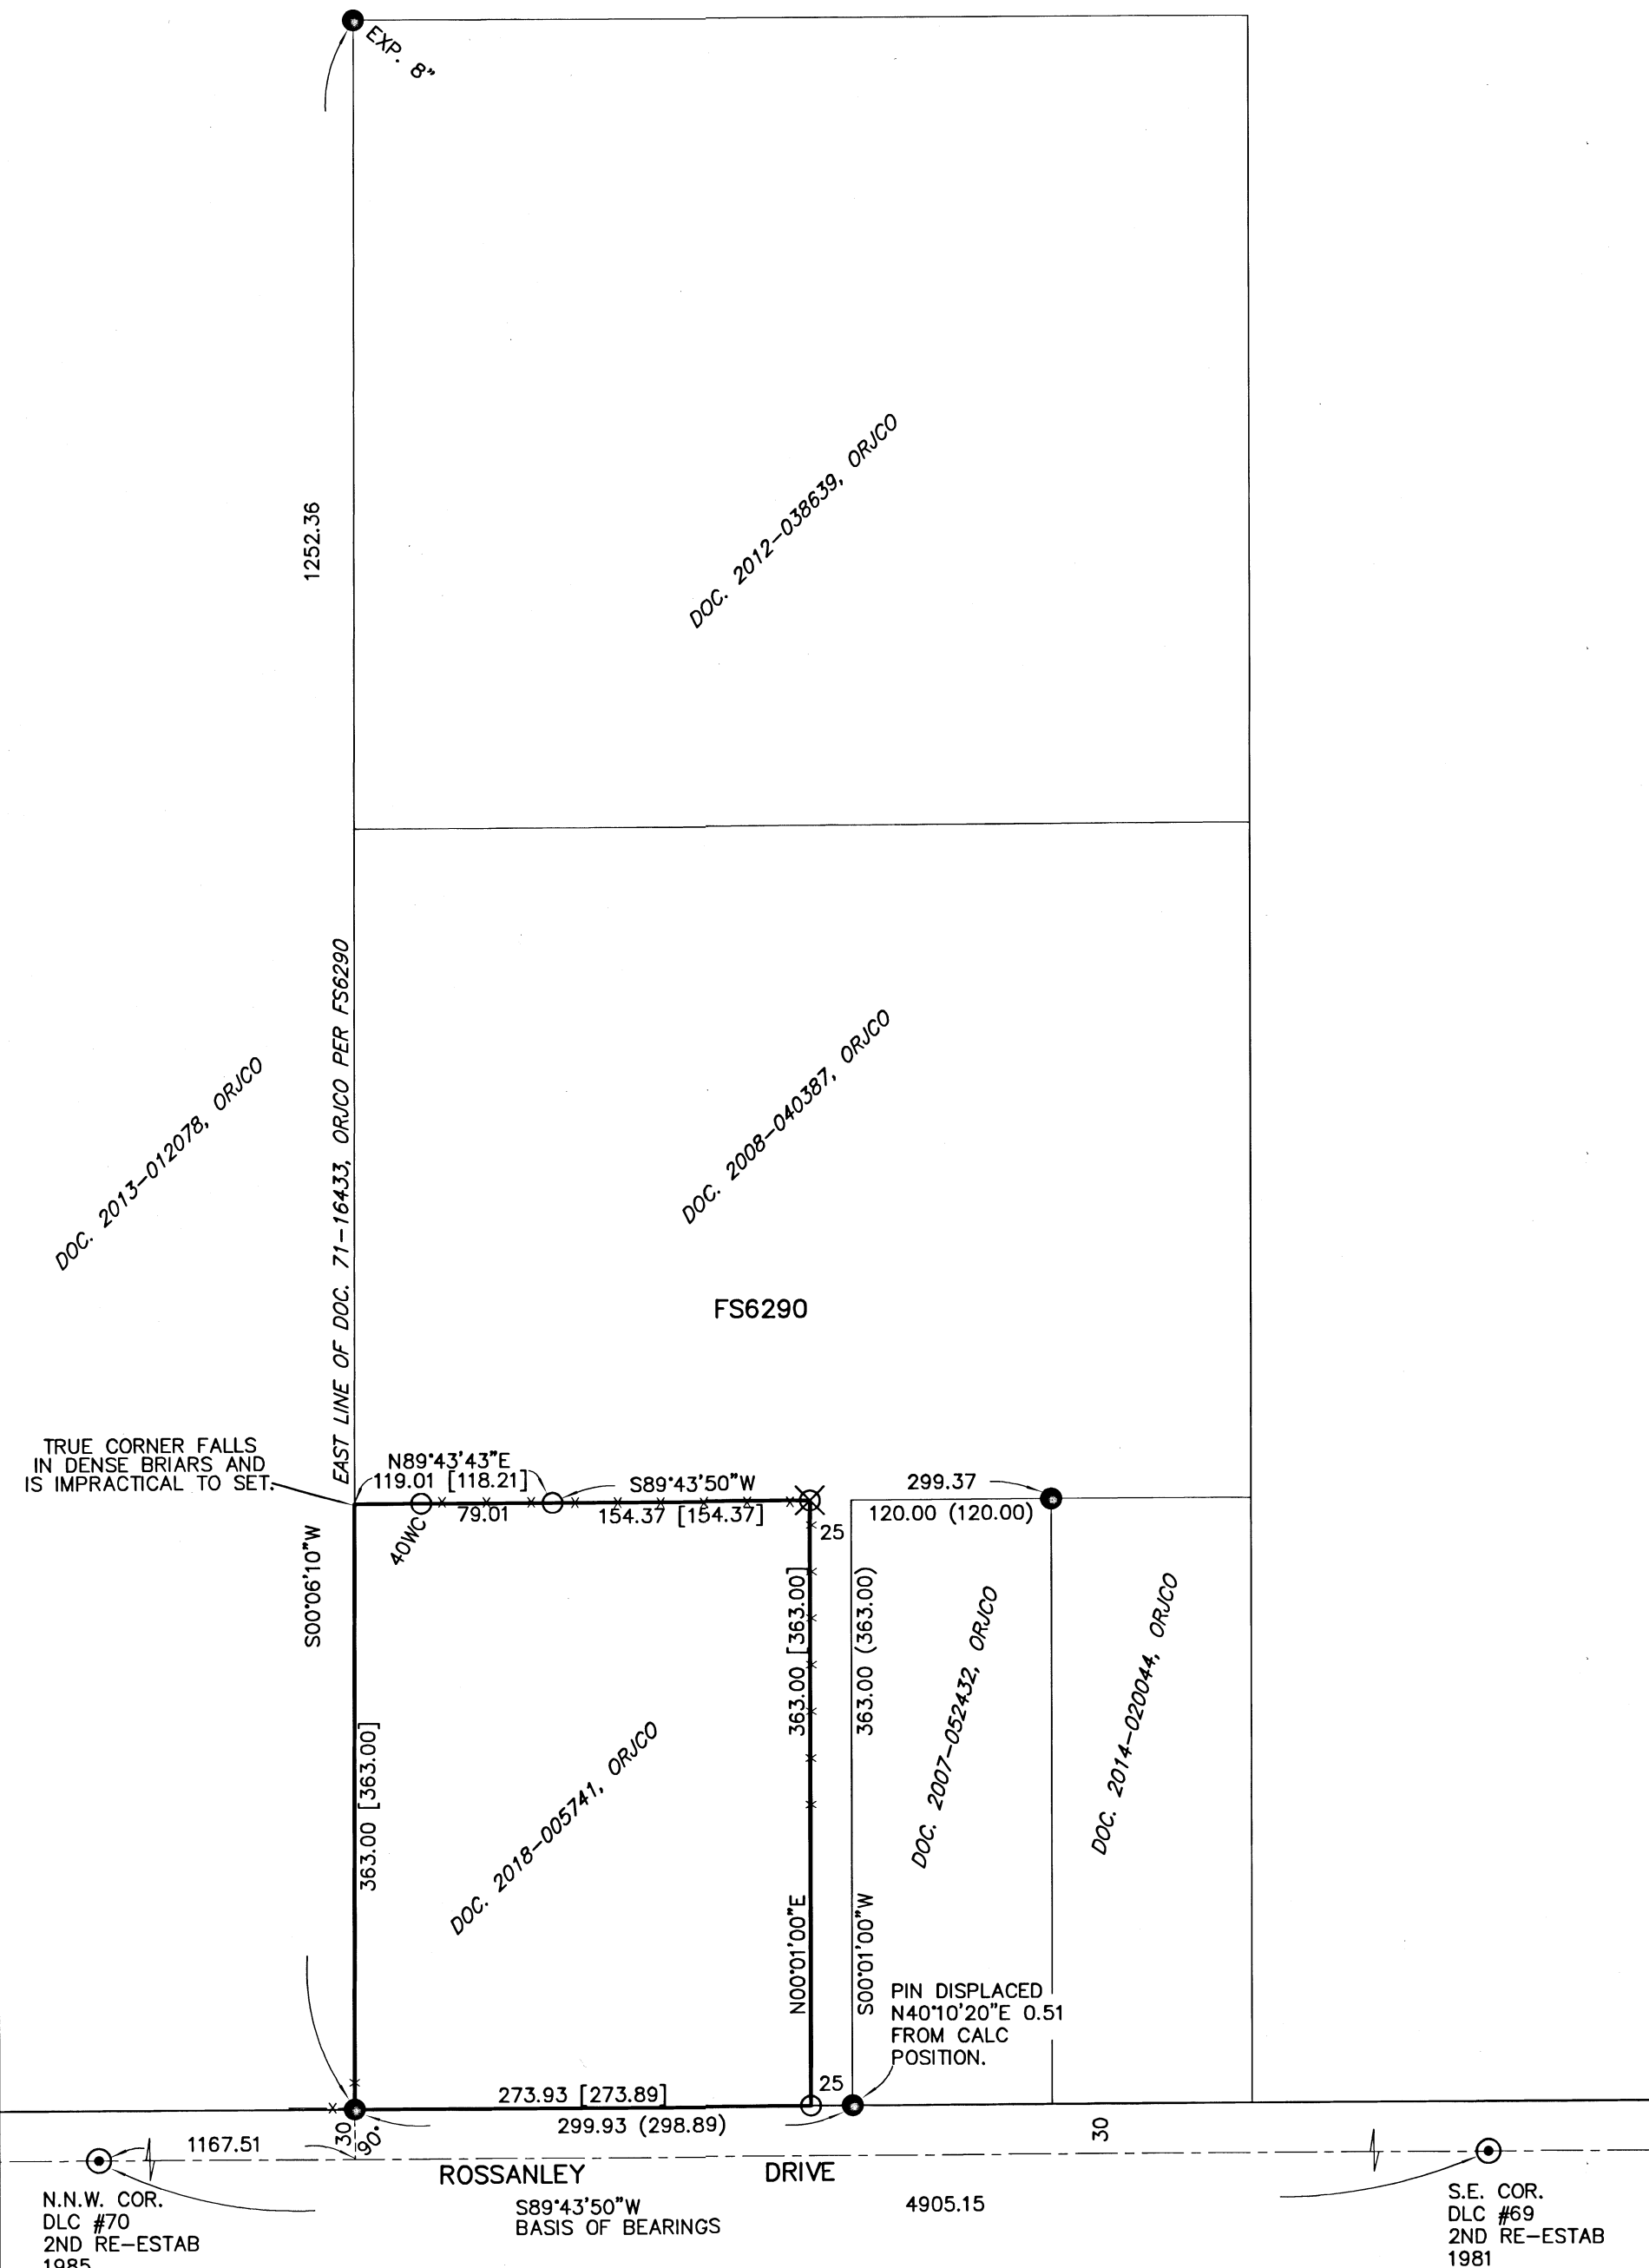 EXP. 8"
DOC. 2012-038639, ORJCO
1252.36
EAST LINE OF DOC. 71-16433, ORJCO PER FS6290
DOC. 2013-012078, ORJCO
DOC. 2008-040387, ORJCO
FS6290
TRUE CORNER FALLS
IN DENSE BRIARS AND
IS IMPRACTICAL TO SET.
N89°43'43"E
119.01 [118.21]
S89°43'50"W
299.37
79.01
154.37 [154.37]
120.00 (120.00)
40WC
25
S00°06'10"W
363.00 [363.00]
363.00 (363.00)
DOC. 2007-052432, ORJCO
DOC. 2014-020044, ORJCO
363.00 [363.00]
DOC. 2018-005741, ORJCO
N00°01'00"E
S00°01'00"W
PIN DISPLACED
N40°10'20"E 0.51
FROM CALC
POSITION.
25
273.93 [273.89]
299.93 (298.89)
30
90°
30
1167.51
ROSSANLEY DRIVE
S89°43'50"W
BASIS OF BEARINGS
4905.15
N.N.W. COR.
DLC #70
2ND RE-ESTAB
1985
S.E. COR.
DLC #69
2ND RE-ESTAB
1981